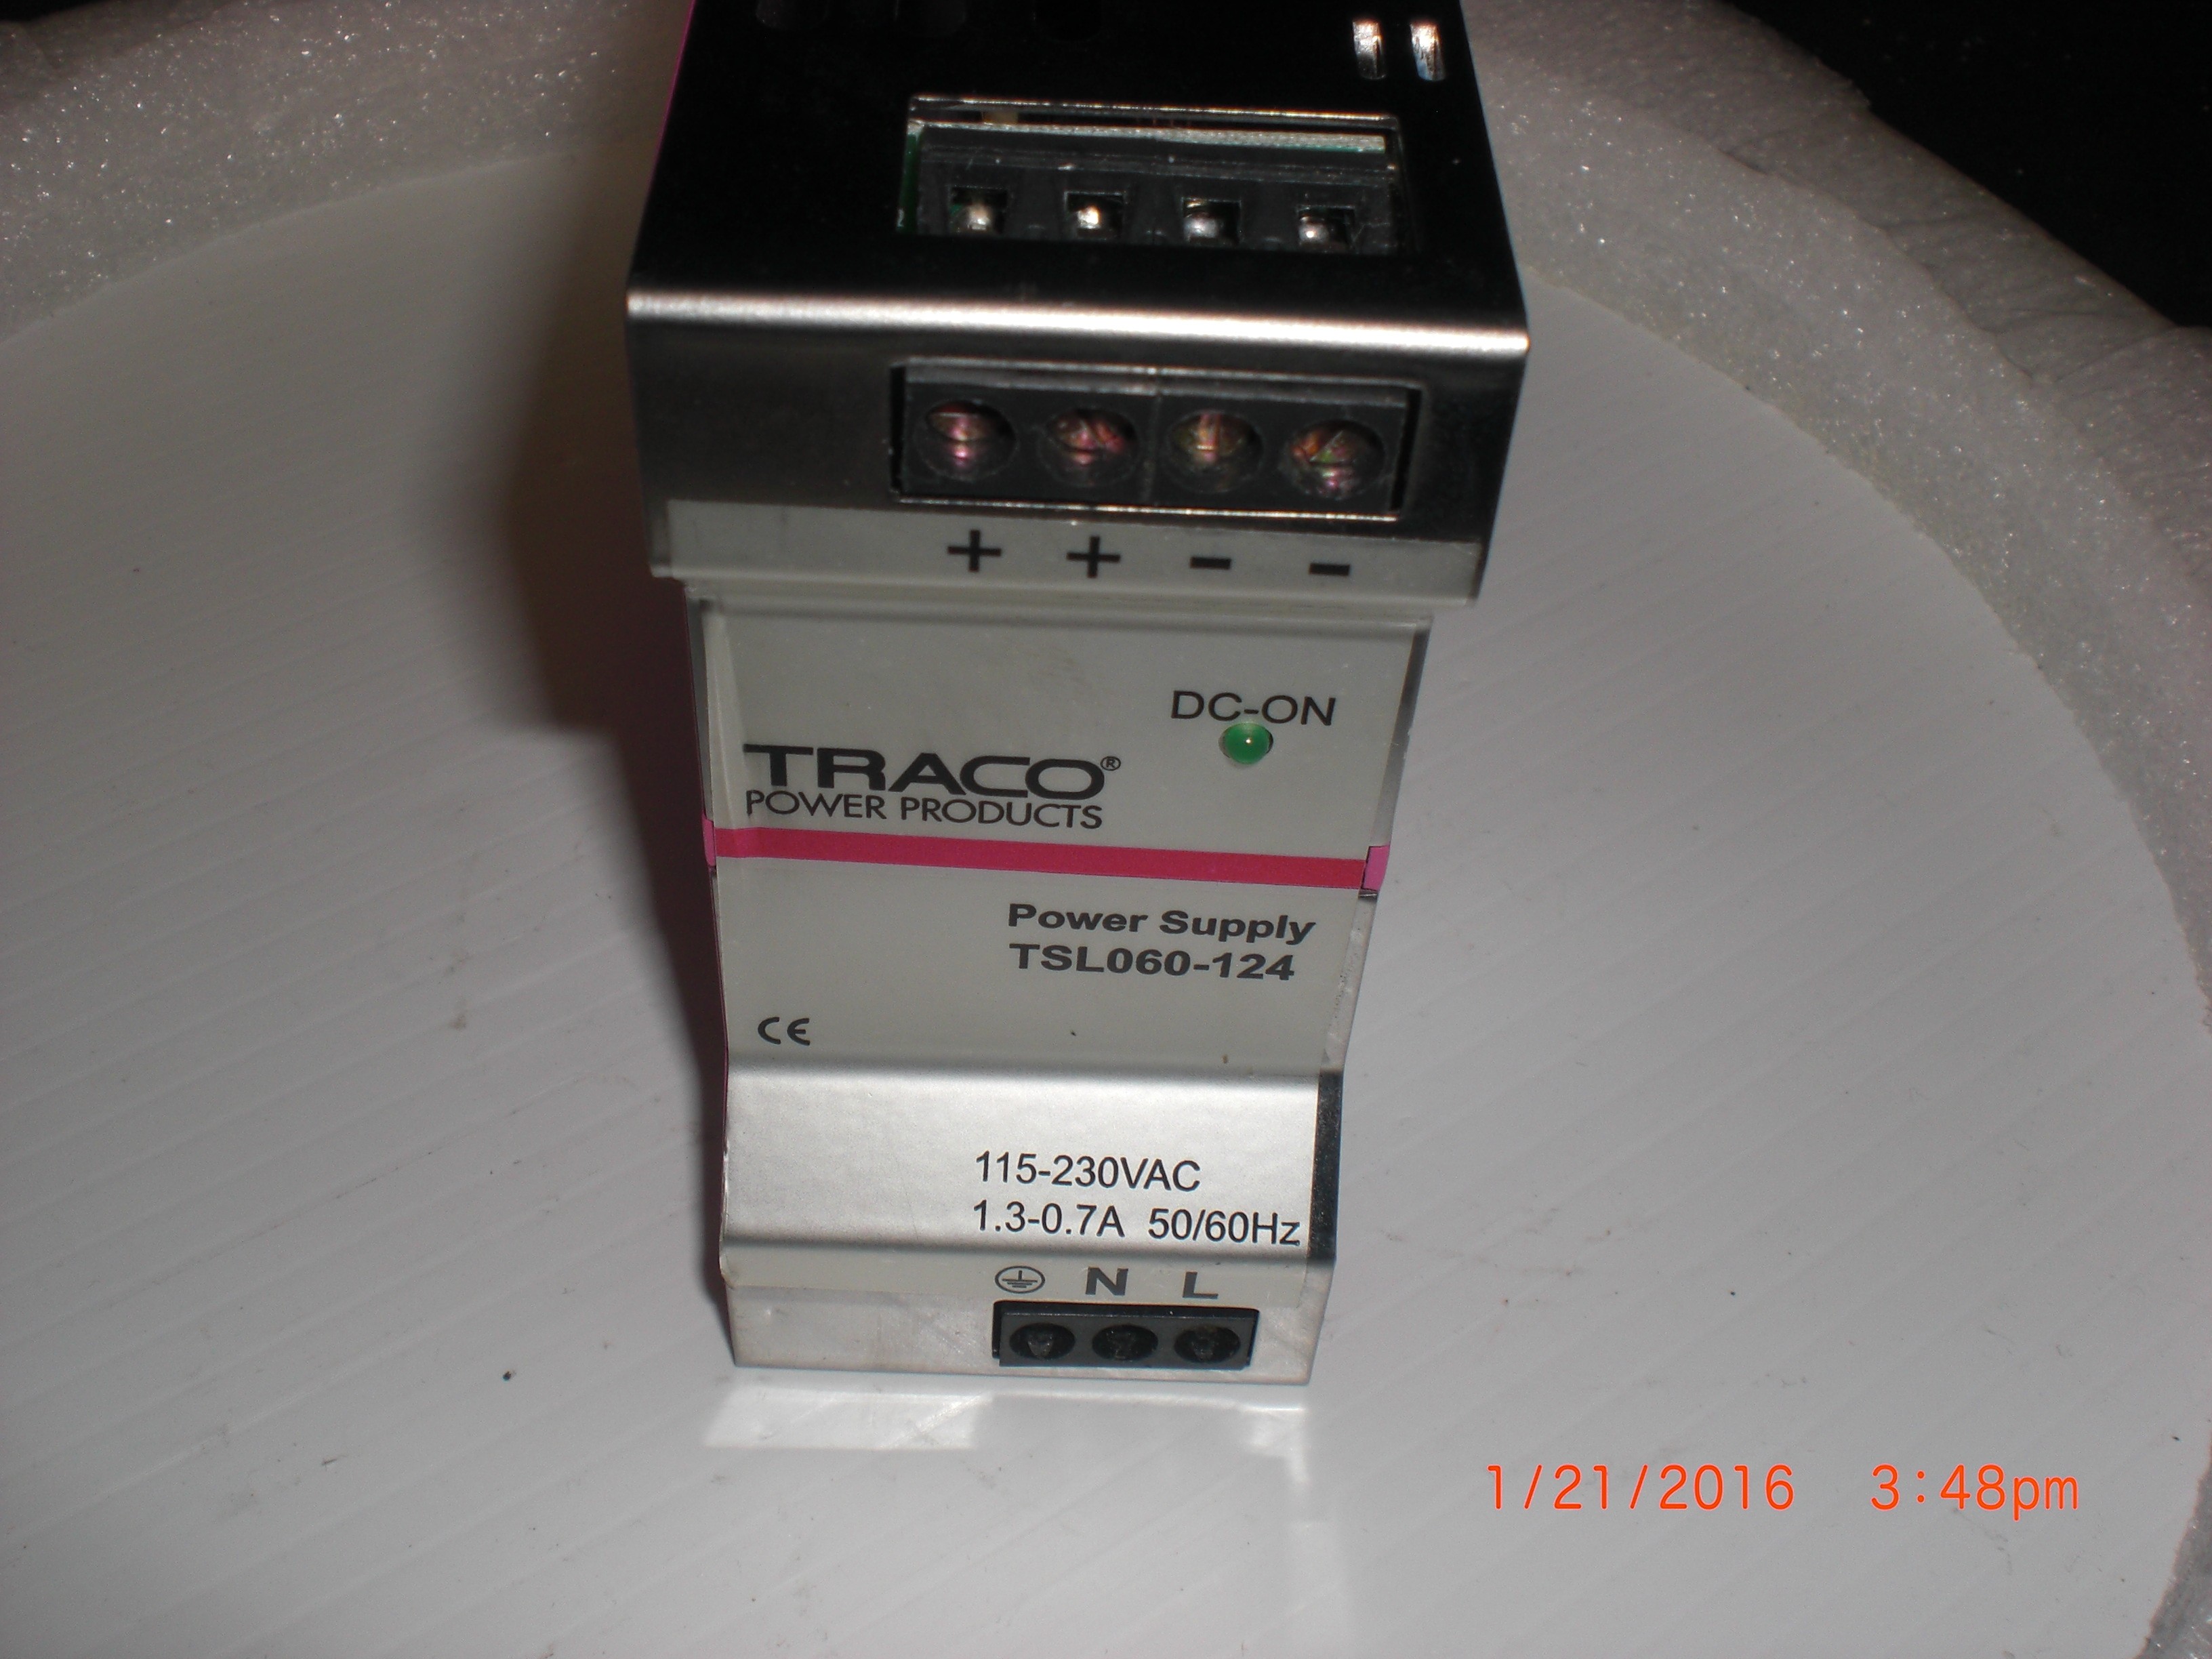 + + - -
DC-ON
TRACO®
POWER PRODUCTS
Power Supply
TSL060-124
CE
115-230VAC
1.3-0.7A 50/60Hz
N L
1/21/2016 3:48pm